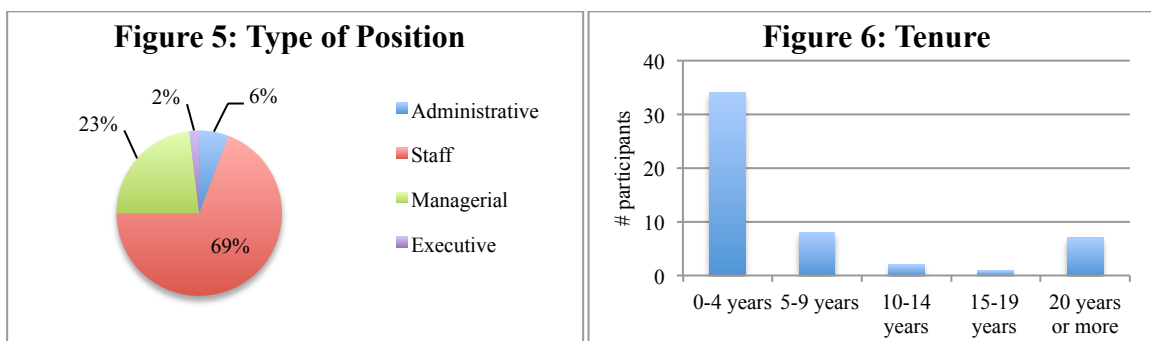 Figure 5: Type of Position
2%
6%
23%
69%
Administrative
Staff
Managerial
Executive
Figure 6: Tenure
# participants
40
30
20
10
0
0-4 years
5-9 years
10-14
years
15-19
years
20 years
or more